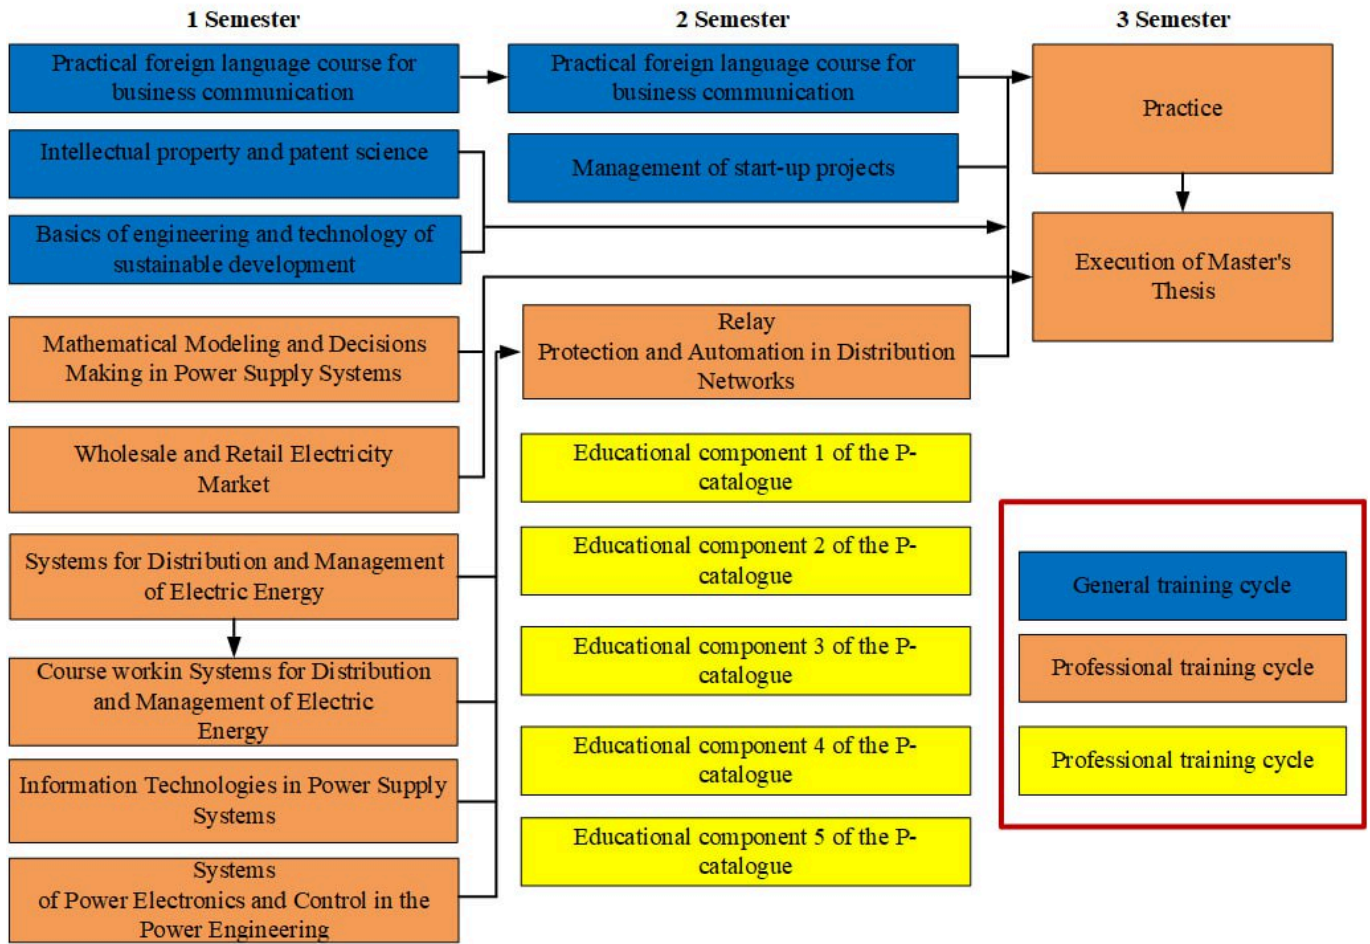 1 Semester
2 Semester
3 Semester
Practical foreign language course for
business communication
Practical foreign language course for
business communication
Practice
Intellectual property and patent science
Management of start-up projects
Basics of engineering and technology of
sustainable development
Execution of Master's
Thesis
Mathematical Modeling and Decisions
Making in Power Supply Systems
Relay
Protection and Automation in Distribution
Networks
Wholesale and Retail Electricity
Market
Educational component 1 of the P-
catalogue
Systems for Distribution and Management
of Electric Energy
Educational component 2 of the P-
catalogue
Course workin Systems for Distribution
and Management of Electric
Energy
Educational component 3 of the P-
catalogue
Information Technologies in Power Supply
Systems
Educational component 4 of the P-
catalogue
Systems
of Power Electronics and Control in the
Power Engineering
Educational component 5 of the P-
catalogue
General training cycle
Professional training cycle
Professional training cycle